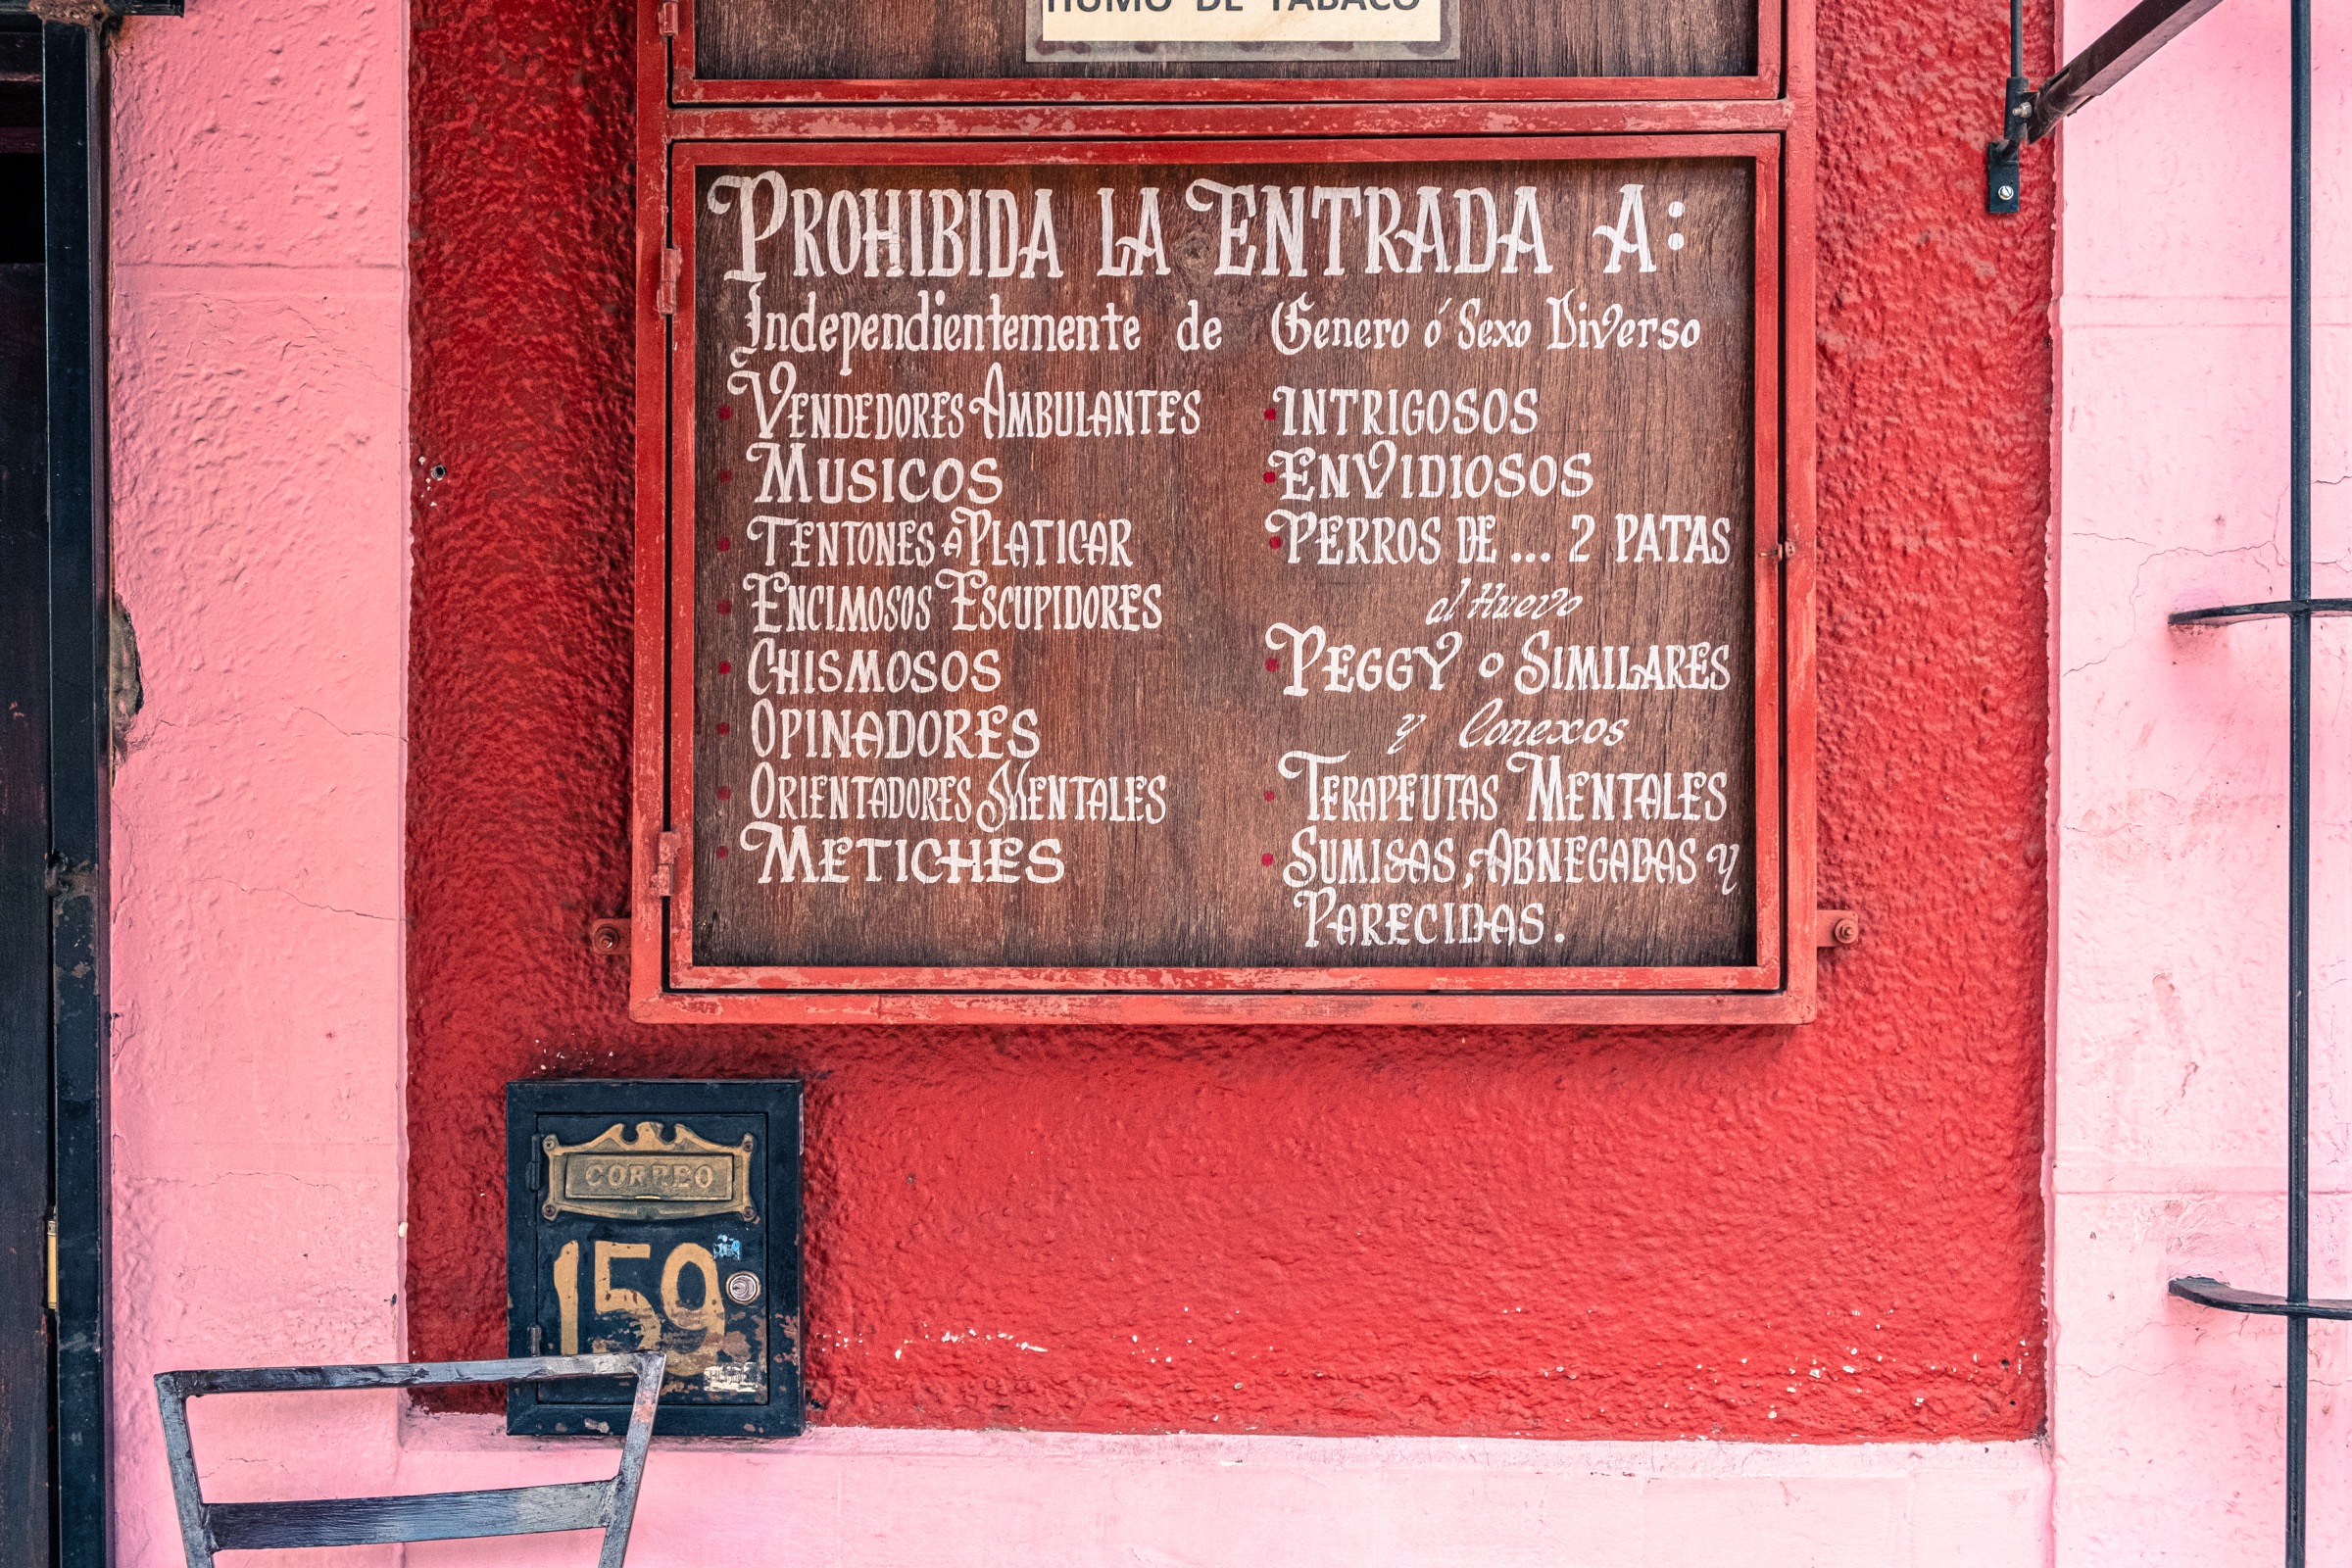 HUMO DE TABACO
PROHIBIDA LA ENTRADA A:
Independientemente de Genero ó Sexo Diverso
VENDEDORES AMBULANTES
MUSICOS
TENTONES A PLATICAR
ENCIMOSOS ESCUPIDORES
CHISMOSOS
OPINADORES
ORIENTADORES MENTALES
METICHES
INTRIGOSOS
ENVIDIOSOS
PERROS DE ... 2 PATAS
al Huevo
PEGGY o SIMILARES
y Conexos
TERAPEUTAS MENTALES
SUMISAS, ABNEGADAS y
PARECIDAS.
CORREO
159